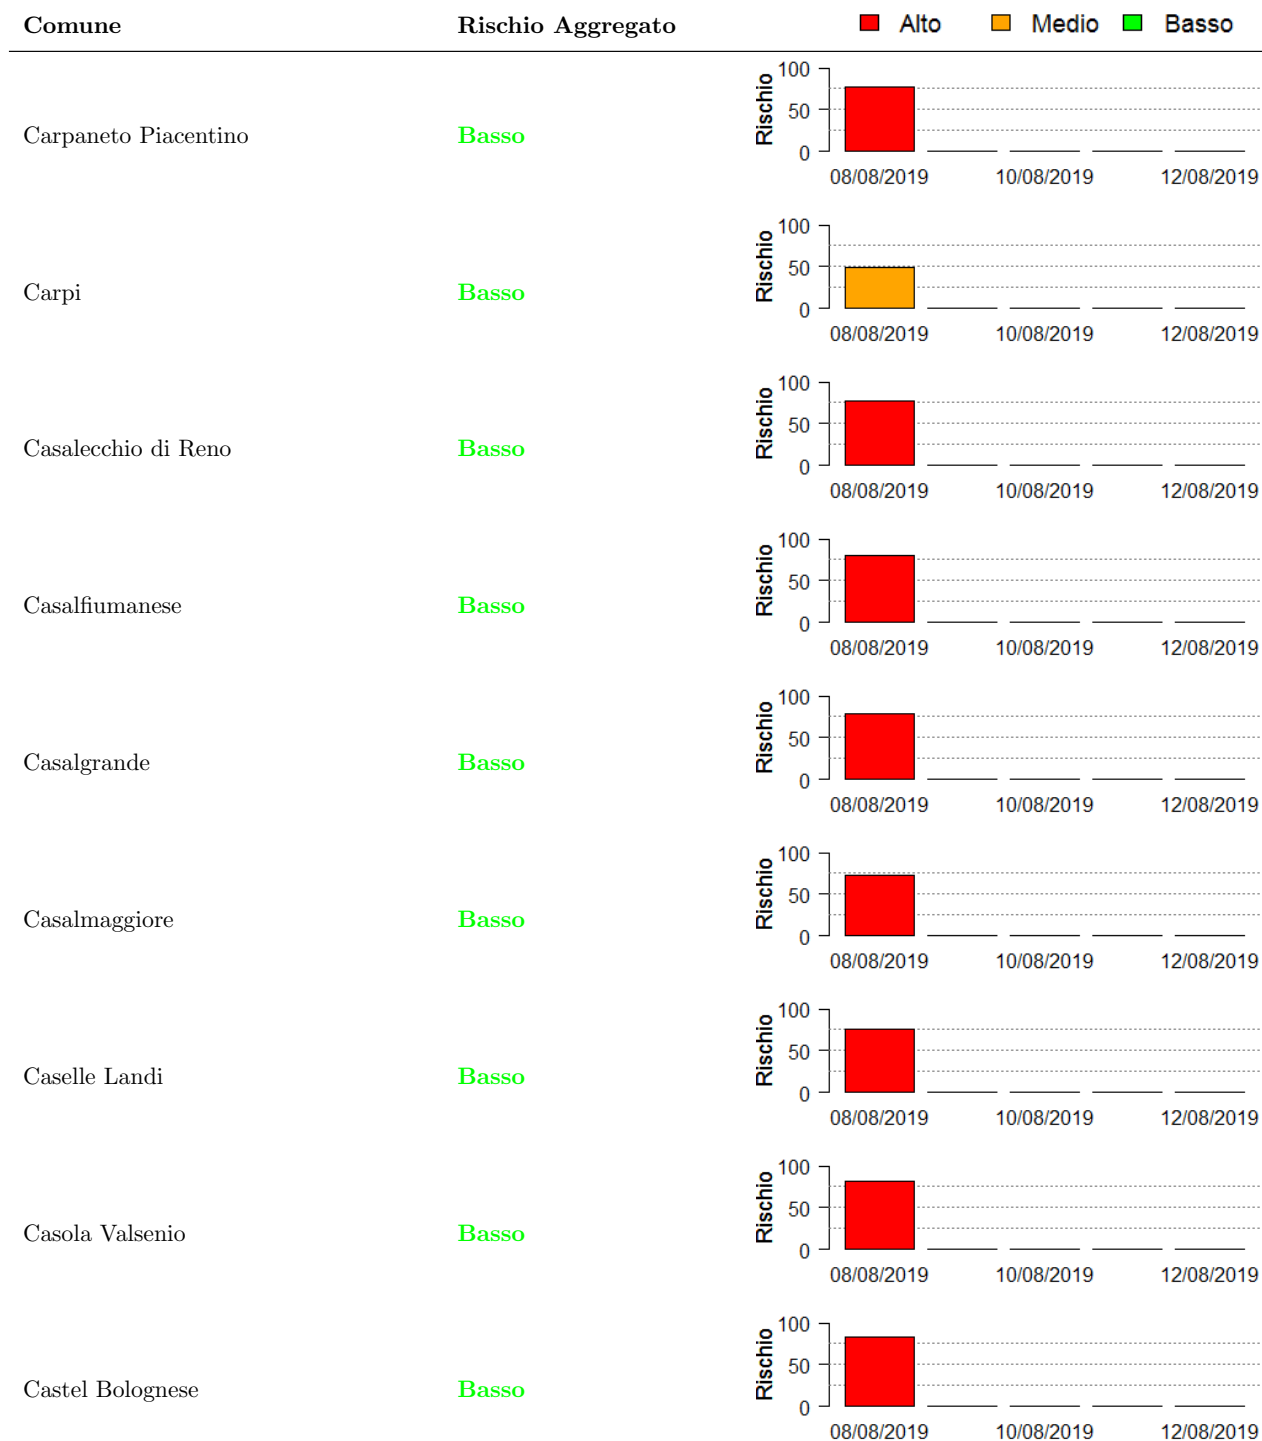 Comune Rischio Aggregato Alto Medio Basso
Carpaneto Piacentino Basso Rischio 100 50 0
08/08/2019 10/08/2019 12/08/2019
Carpi Basso Rischio 100 50 0
08/08/2019 10/08/2019 12/08/2019
Casalecchio di Reno Basso Rischio 100 50 0
08/08/2019 10/08/2019 12/08/2019
Casalfiumanese Basso Rischio 100 50 0
08/08/2019 10/08/2019 12/08/2019
Casalgrande Basso Rischio 100 50 0
08/08/2019 10/08/2019 12/08/2019
Casalmaggiore Basso Rischio 100 50 0
08/08/2019 10/08/2019 12/08/2019
Caselle Landi Basso Rischio 100 50 0
08/08/2019 10/08/2019 12/08/2019
Casola Valsenio Basso Rischio 100 50 0
08/08/2019 10/08/2019 12/08/2019
Castel Bolognese Basso Rischio 100 50 0
08/08/2019 10/08/2019 12/08/2019